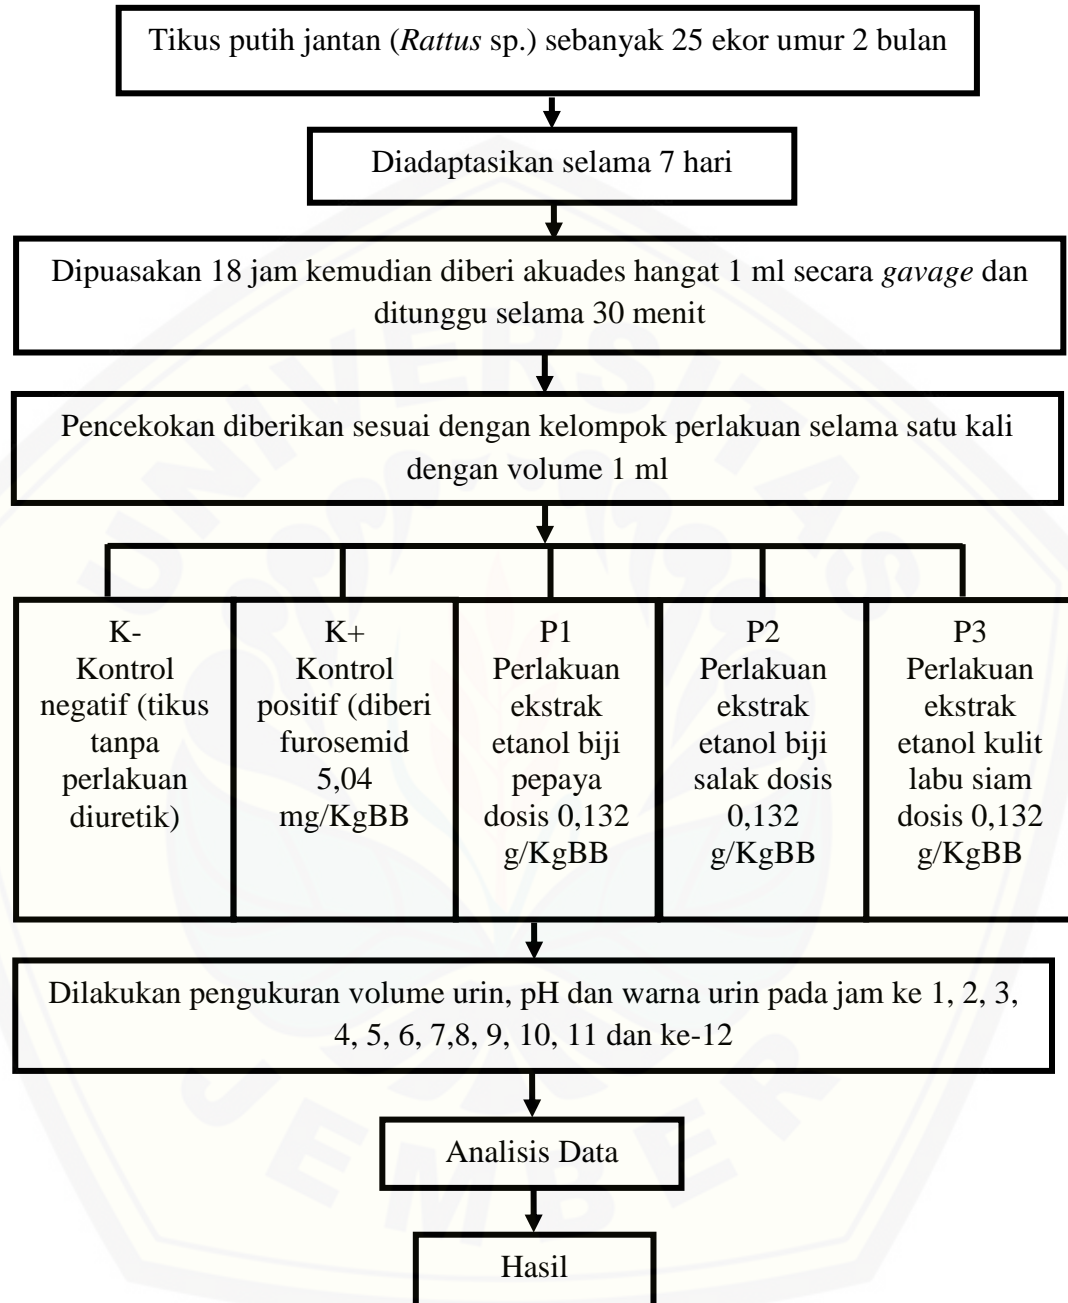 Tikus putih jantan (Rattus sp.) sebanyak 25 ekor umur 2 bulan
Diadaptasikan selama 7 hari
Dipuasakan 18 jam kemudian diberi akuades hangat 1 ml secara gavage dan
ditunggu selama 30 menit
Pencekokan diberikan sesuai dengan kelompok perlakuan selama satu kali
dengan volume 1 ml
K-
Kontrol
negatif (tikus
tanpa
perlakuan
diuretik)
K+
Kontrol
positif (diberi
furosemid
5,04
mg/KgBB
P1
Perlakuan
ekstrak
etanol biji
pepaya
dosis 0,132
g/KgBB
P2
Perlakuan
ekstrak
etanol biji
salak dosis
0,132
g/KgBB
P3
Perlakuan
ekstrak
etanol kulit
labu siam
dosis 0,132
g/KgBB
Dilakukan pengukuran volume urin, pH dan warna urin pada jam ke 1, 2, 3,
4, 5, 6, 7,8, 9, 10, 11 dan ke-12
Analisis Data
Hasil
UNIVERSITAS
JEMBER